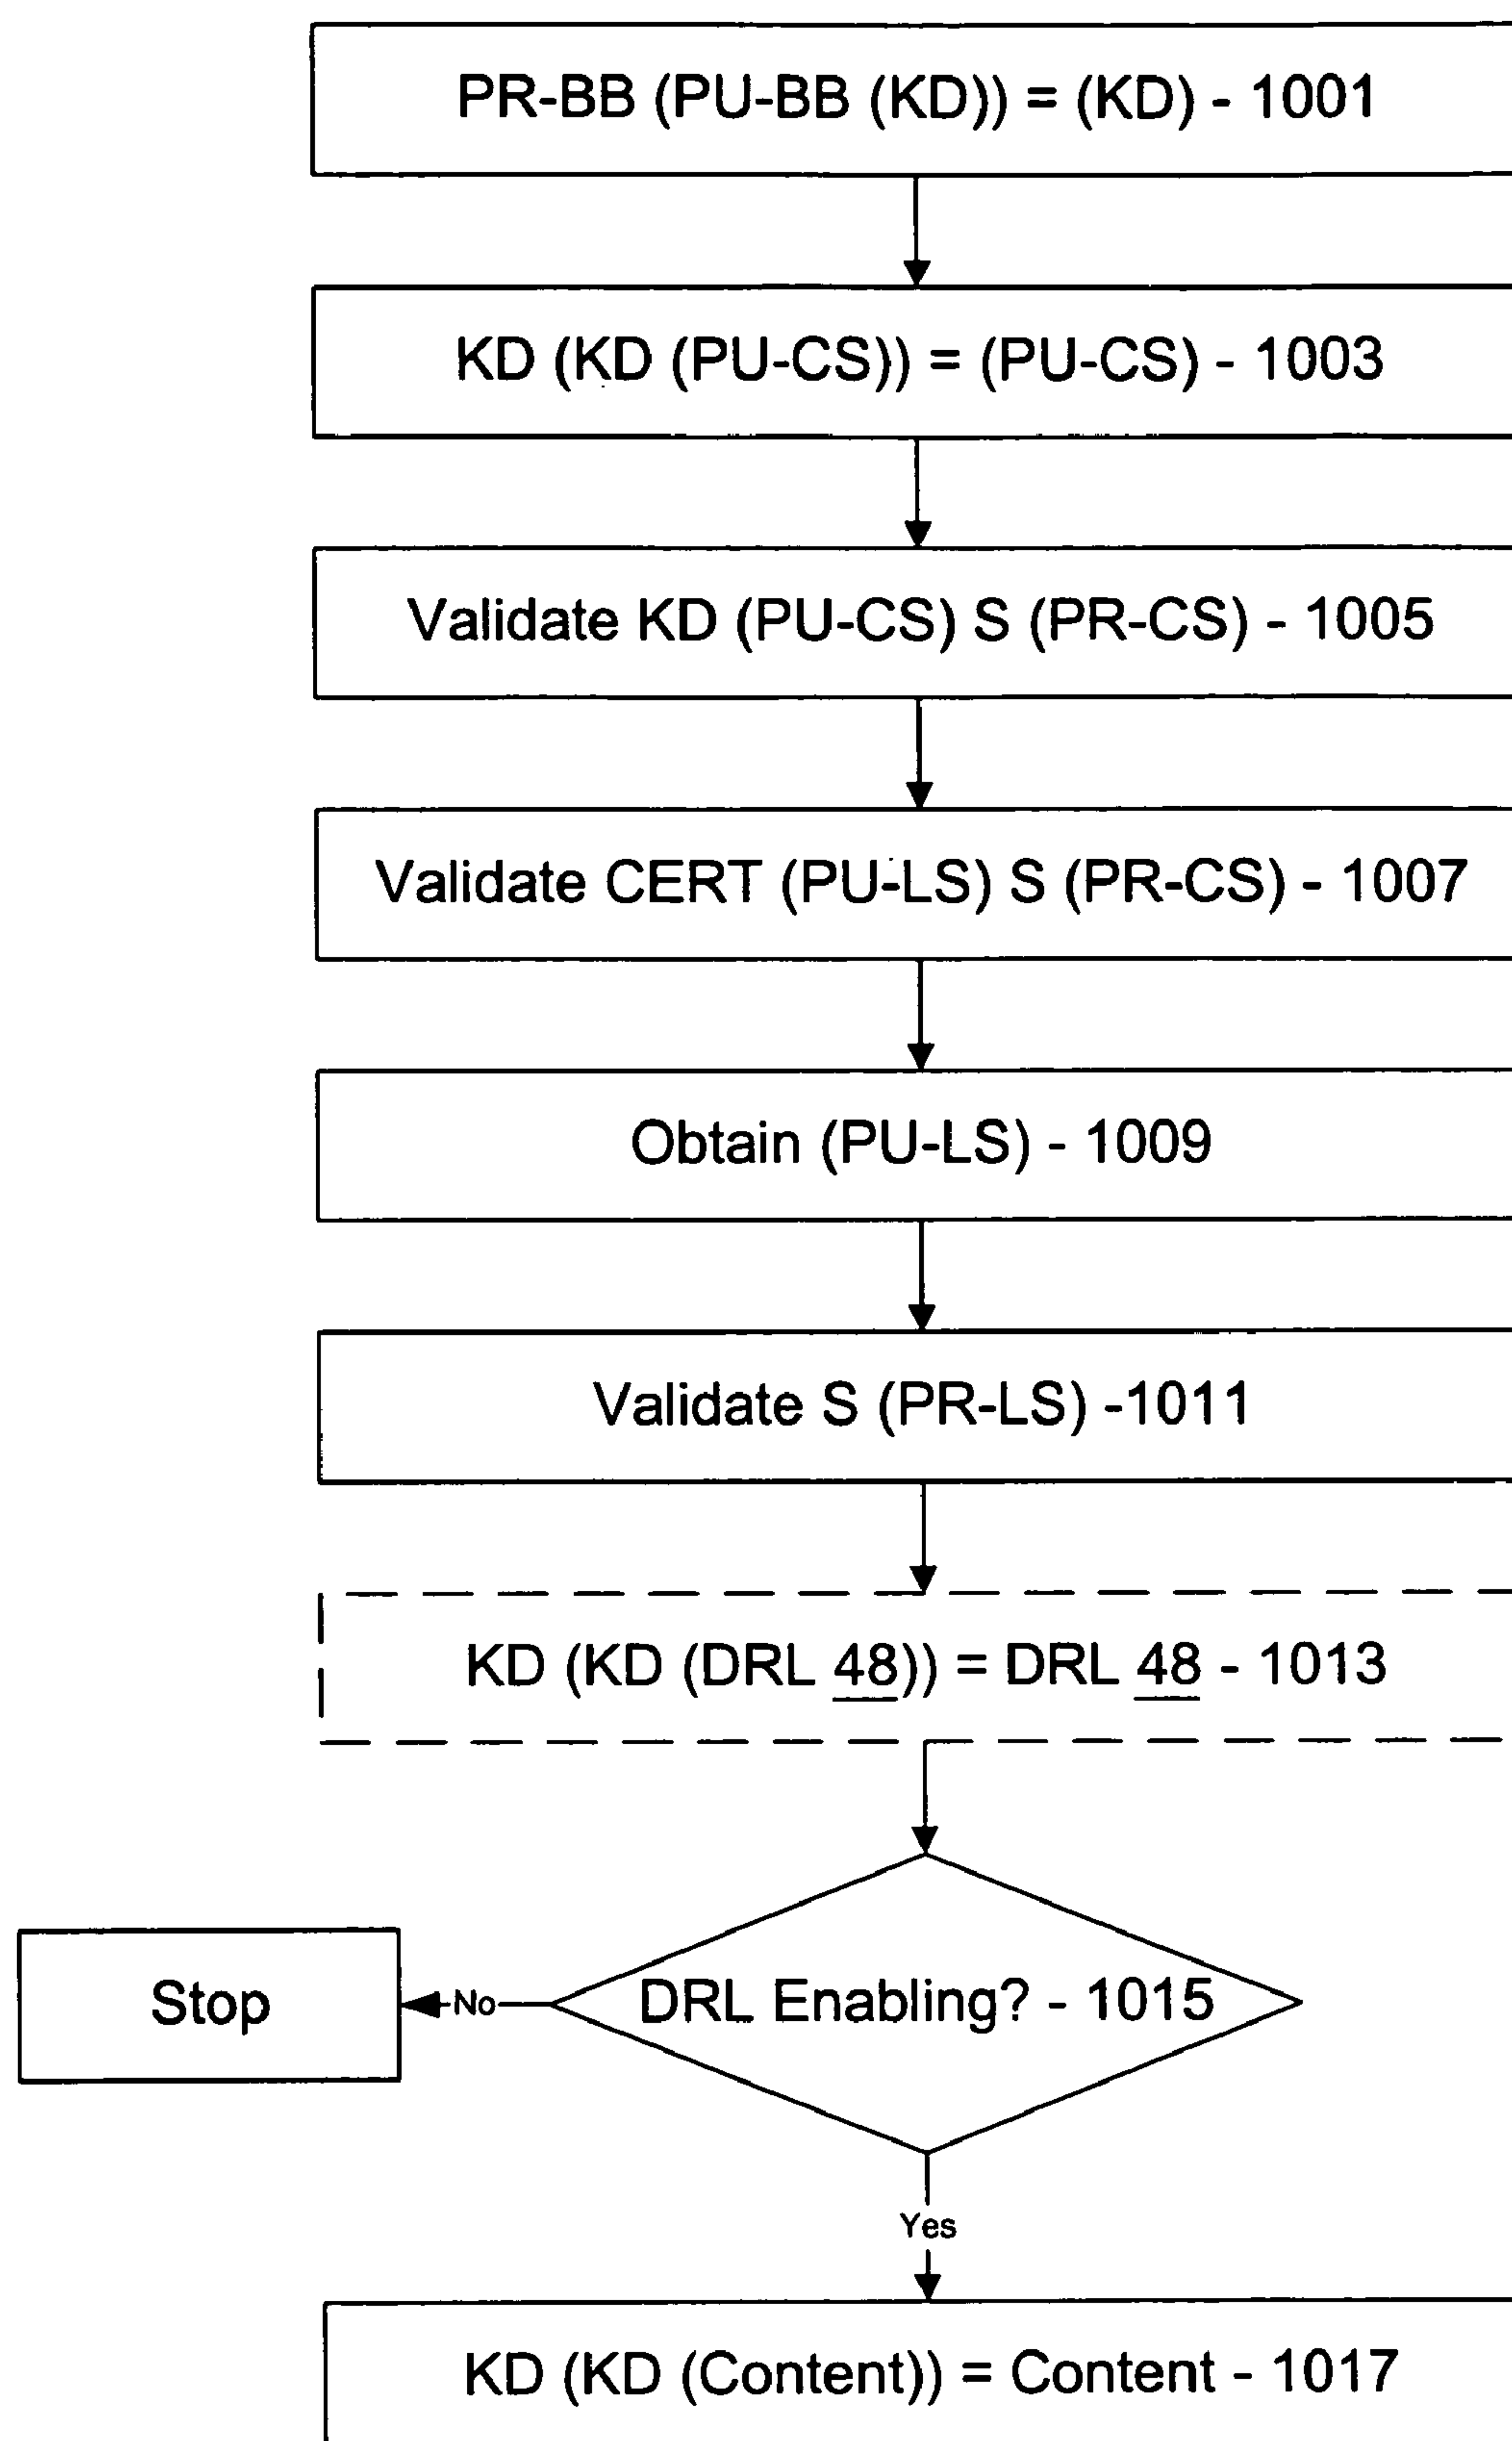 PR-BB (PU-BB (KD)) = (KD) - 1001
KD (KD (PU-CS)) = (PU-CS) - 1003
Validate KD (PU-CS) S (PR-CS) - 1005
Validate CERT (PU-LS) S (PR-CS) - 1007
Obtain (PU-LS) - 1009
Validate S (PR-LS) -1011
KD (KD (DRL 48)) = DRL 48 - 1013
DRL Enabling? - 1015
No
Stop
Yes
KD (KD (Content)) = Content - 1017